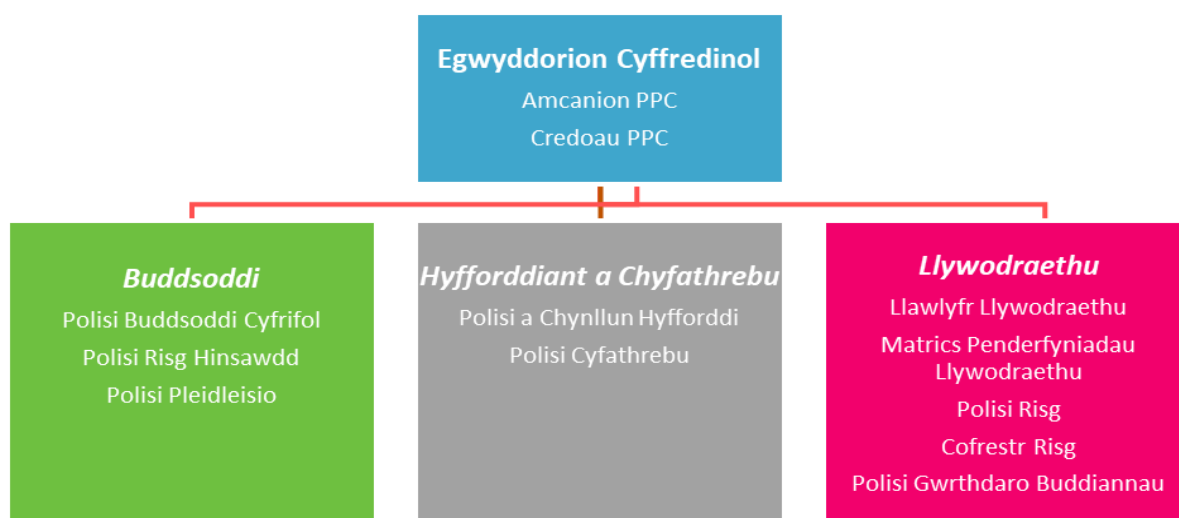 Egwyddorion Cyffredinol
Amcanion PPC
Credoau PPC
Buddsoddi
Polisi Buddsoddi Cyfrifol
Polisi Risg Hinsawdd
Polisi Pleidleisio
Hyfforddiant a Chyfathrebu
Polisi a Chynllun Hyfforddi
Polisi Cyfathrebu
Llywodraethu
Llawlyfr Llywodraethu
Matrics Penderfyniadau
Llywodraethu
Polisi Risg
Cofrestr Risg
Polisi Gwrthdaro Buddiannau